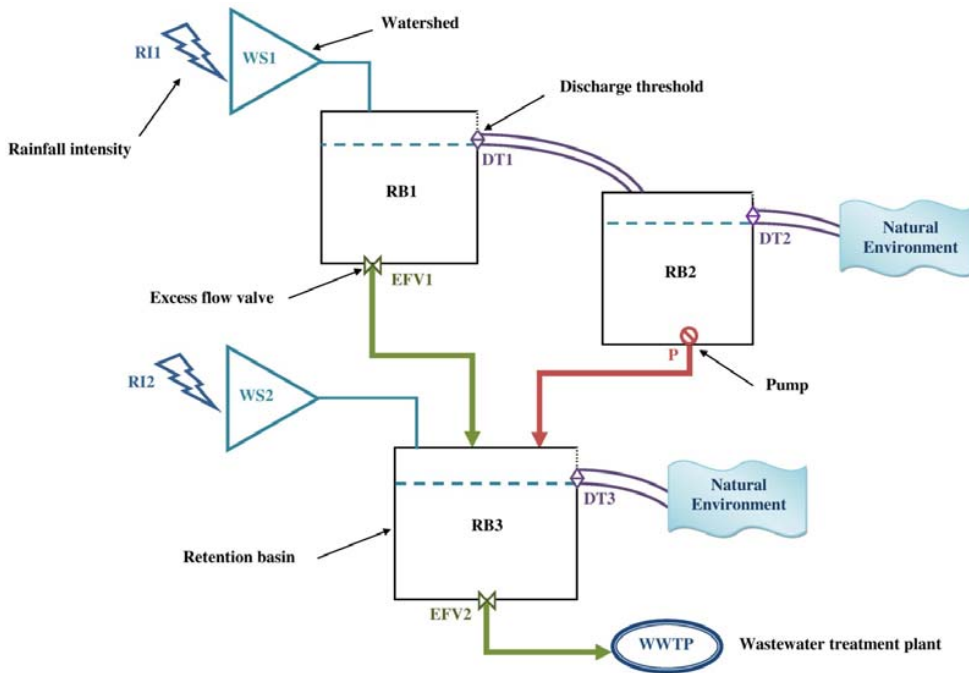 Watershed
RI1
WS1
Discharge threshold
Rainfall intensity
DT1
RB1
DT2
Natural
Environment
RB2
EFV1
Excess flow valve
P
Pump
RI2
WS2
Natural
Environment
DT3
RB3
Retention basin
EFV2
WWTP
Wastewater treatment plant